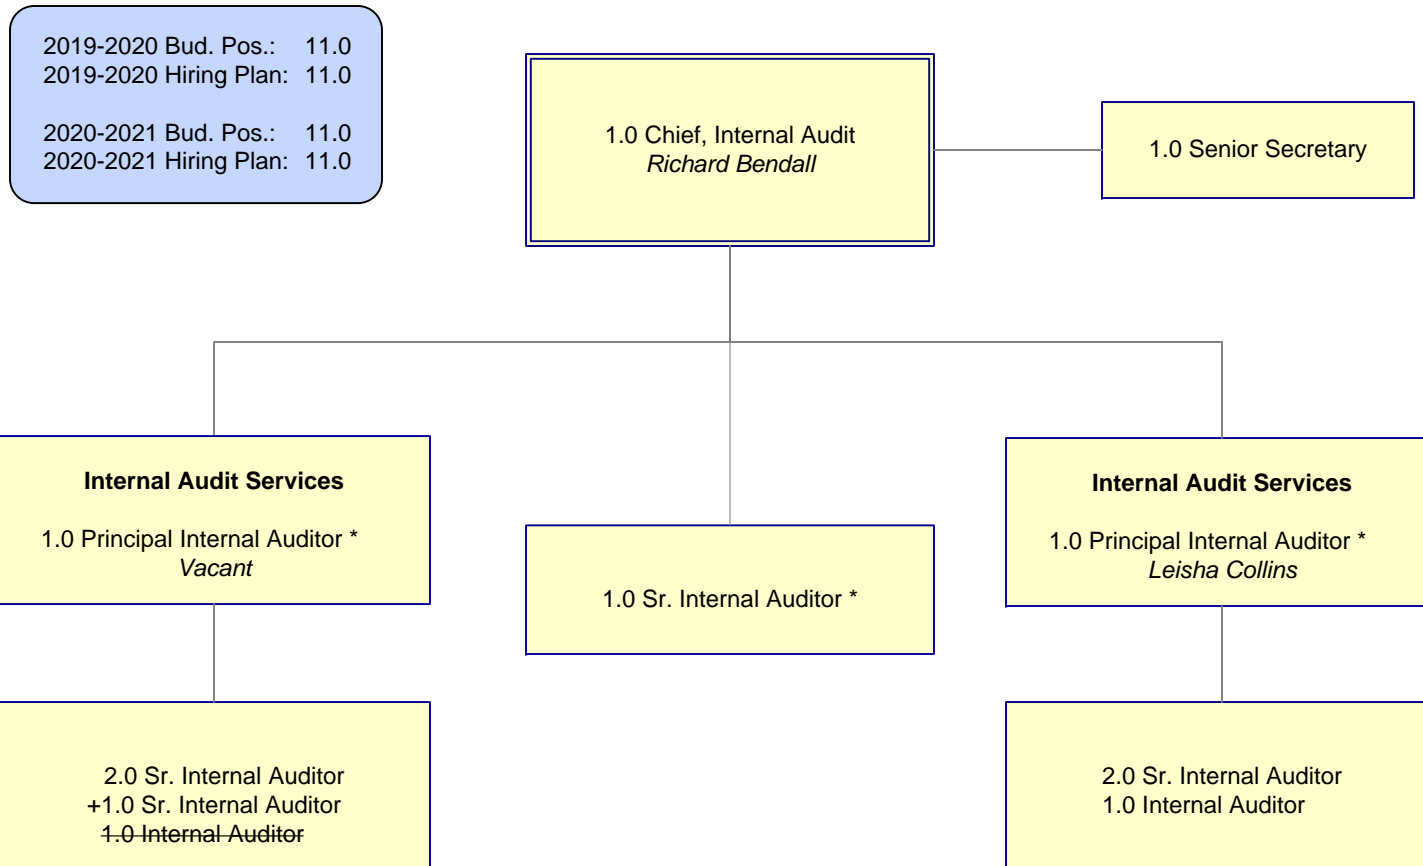 2019-2020 Bud. Pos.: 11.0
2019-2020 Hiring Plan: 11.0
2020-2021 Bud. Pos.: 11.0
2020-2021 Hiring Plan: 11.0
1.0 Chief, Internal Audit
Richard Bendall
1.0 Senior Secretary
Internal Audit Services
1.0 Principal Internal Auditor *
Vacant
1.0 Sr. Internal Auditor *
Internal Audit Services
1.0 Principal Internal Auditor *
Leisha Collins
2.0 Sr. Internal Auditor
+1.0 Sr. Internal Auditor
1.0 Internal Auditor
2.0 Sr. Internal Auditor
1.0 Internal Auditor